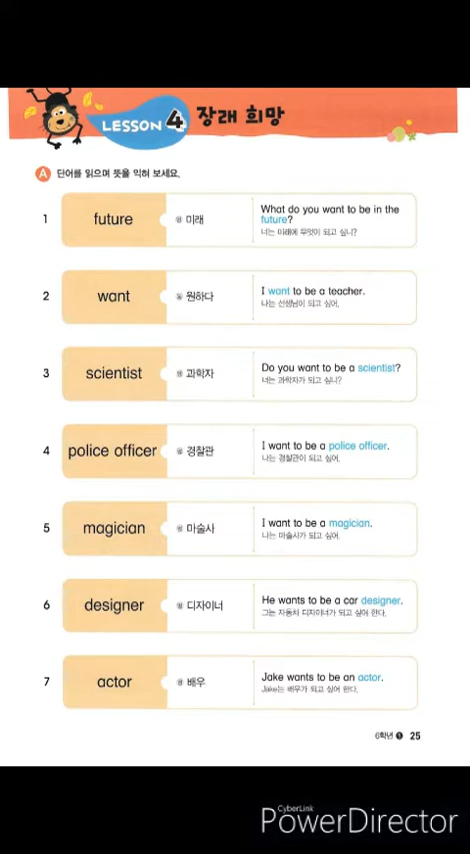 LESSON 4 장래 희망
A 단어를 읽으며 뜻을 익혀 보세요.
1 future 명 미래 What do you want to be in the
future?
너는 미래에 무엇이 되고 싶니?
2 want 동 원하다 I want to be a teacher.
나는 선생님이 되고 싶어.
3 scientist 명 과학자 Do you want to be a scientist?
너는 과학자가 되고 싶니?
4 police officer 명 경찰관 I want to be a police officer.
나는 경찰관이 되고 싶어.
5 magician 명 마술사 I want to be a magician.
나는 마술사가 되고 싶어.
6 designer 명 디자이너 He wants to be a car designer.
그는 자동차 디자이너가 되고 싶어 한다.
7 actor 명 배우 Jake wants to be an actor.
Jake는 배우가 되고 싶어 한다.
6학년 1 25
CyberLink
PowerDirector